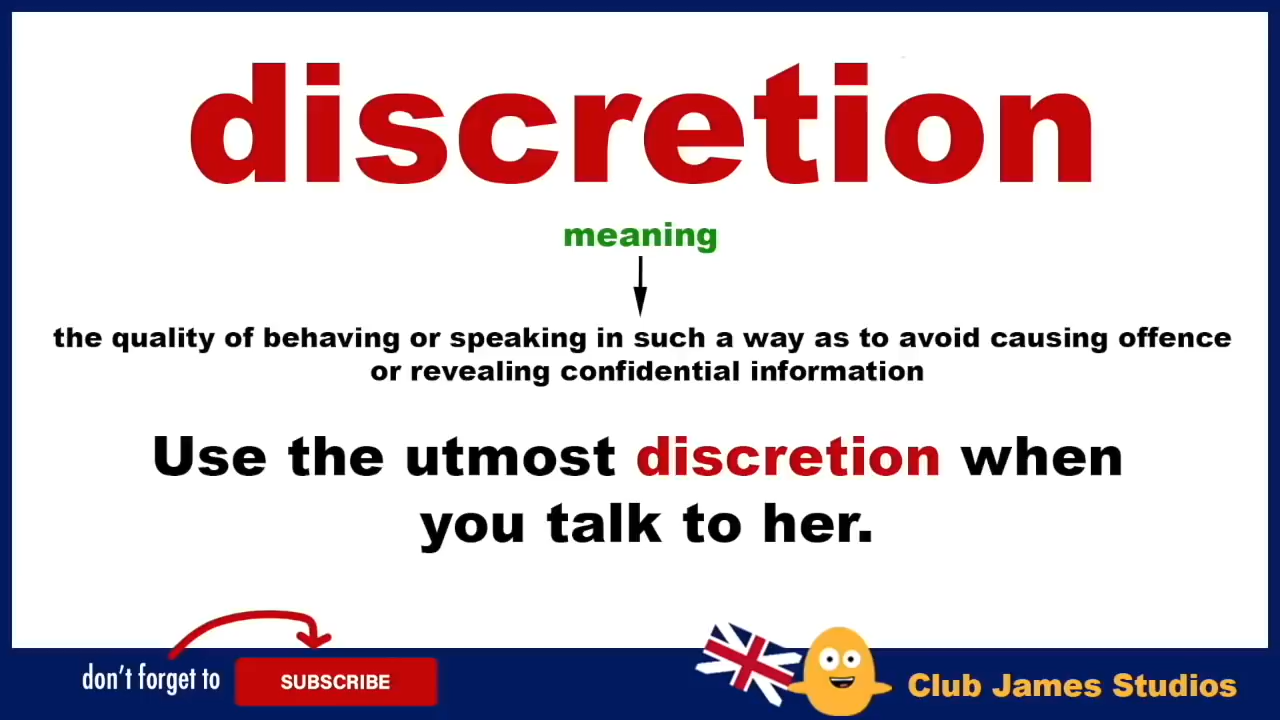 discretion
meaning
the quality of behaving or speaking in such a way as to avoid causing offence
or revealing confidential information
Use the utmost discretion when
you talk to her.
don't forget to SUBSCRIBE
Club James Studios